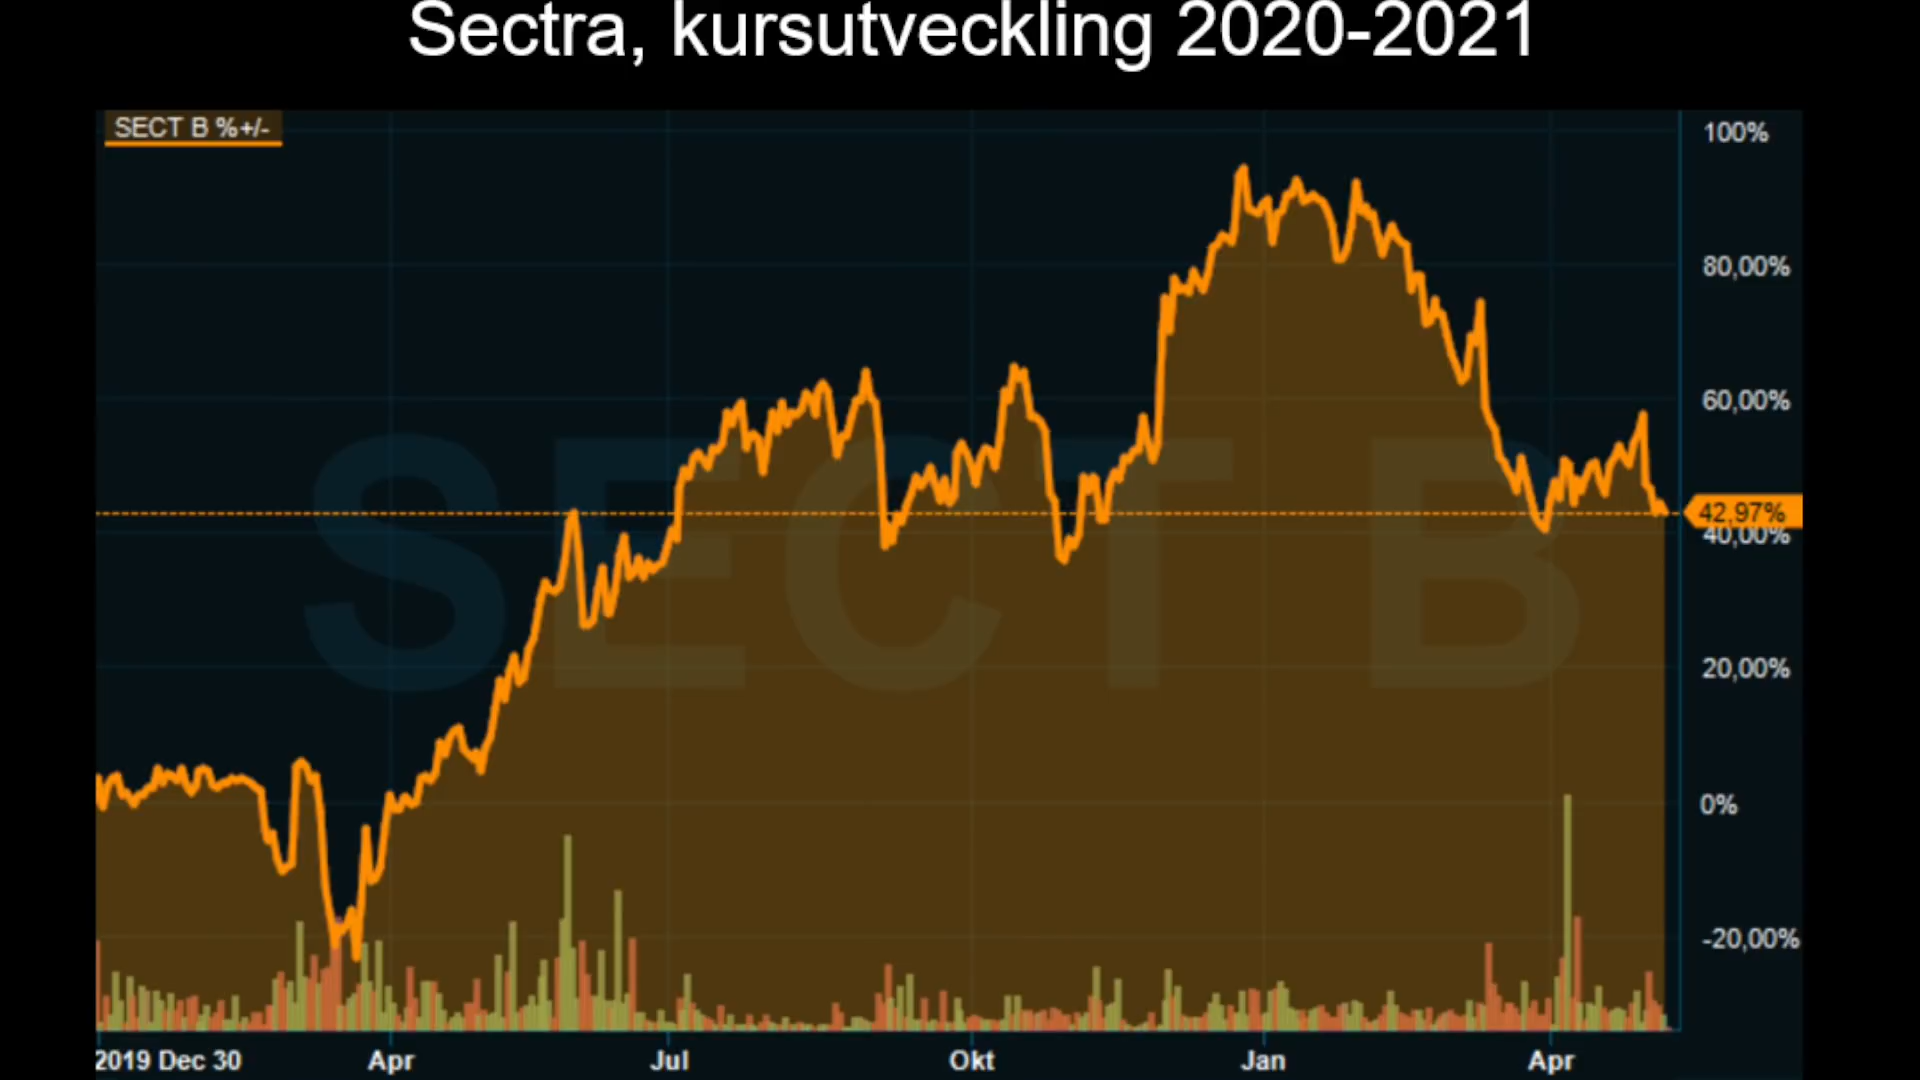 Sectra, kursutveckling 2020-2021
SECT B %+/-
100%
80,00%
60,00%
SECT B
42,97%
40,00%
20,00%
0%
-20,00%
2019 Dec 30 Apr Jul Okt Jan Apr